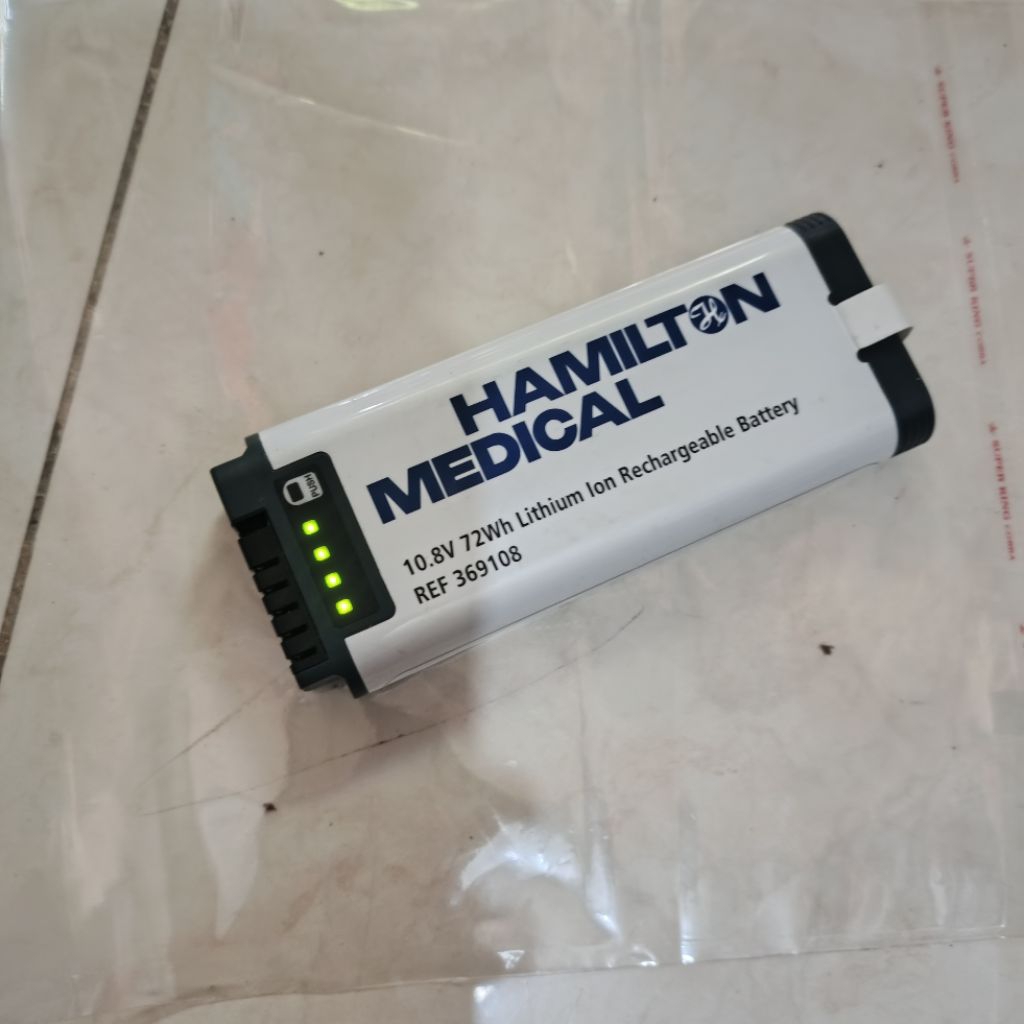 HAMILTON
MEDICAL
10.8V 72Wh Lithium Ion Rechargeable Battery
REF 369108
PUSH